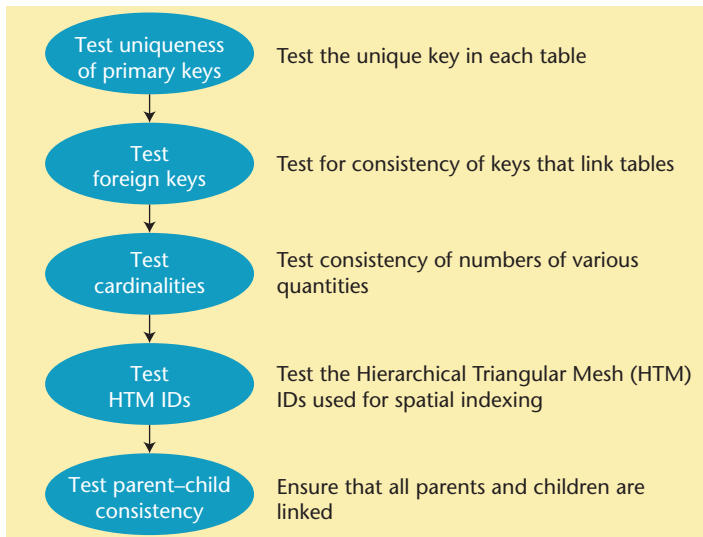 Test uniqueness
of primary keys
Test the unique key in each table
Test
foreign keys
Test for consistency of keys that link tables
Test
cardinalities
Test consistency of numbers of various
quantities
Test
HTM IDs
Test the Hierarchical Triangular Mesh (HTM)
IDs used for spatial indexing
Test parent–child
consistency
Ensure that all parents and children are
linked